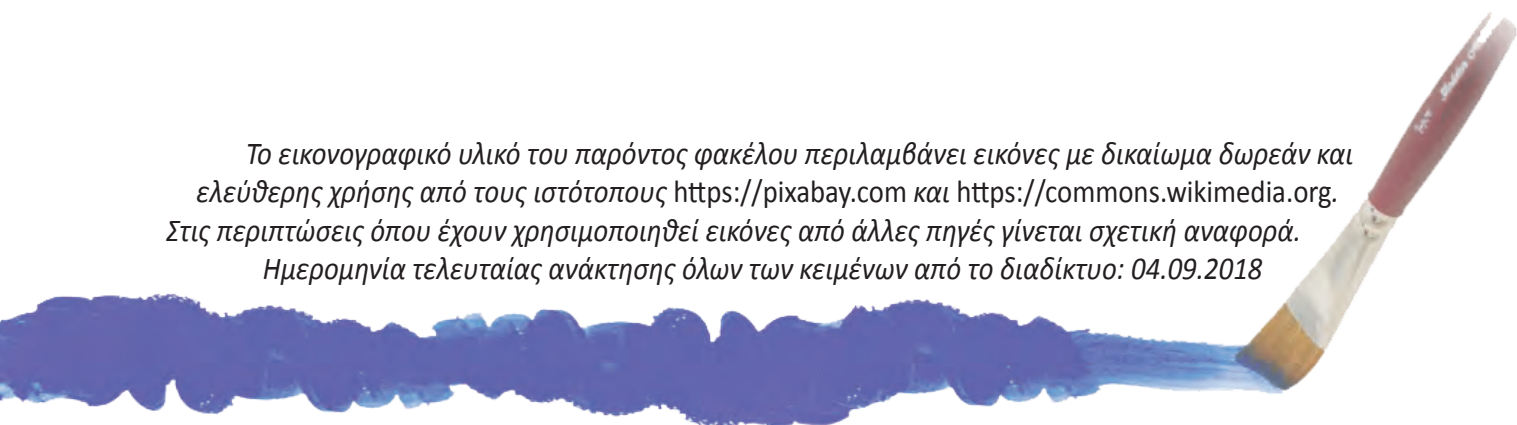 Το εικονογραφικό υλικό του παρόντος φακέλου περιλαμβάνει εικόνες με δικαίωμα δωρεάν και
ελεύθερης χρήσης από τους ιστότοπους https://pixabay.com και https://commons.wikimedia.org.
Στις περιπτώσεις όπου έχουν χρησιμοποιηθεί εικόνες από άλλες πηγές γίνεται σχετική αναφορά.
Ημερομηνία τελευταίας ανάκτησης όλων των κειμένων από το διαδίκτυο: 04.09.2018